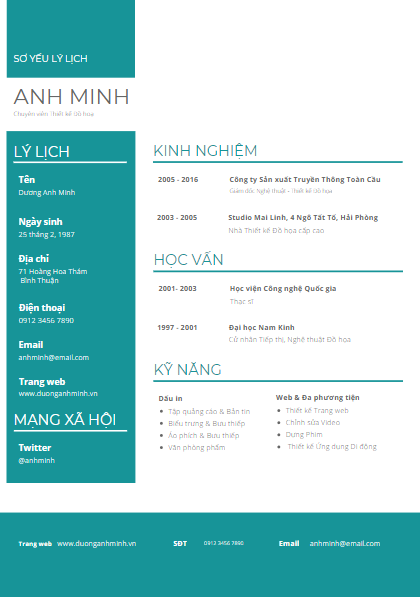 SƠ YẾU LÝ LỊCH
ANH MINH
Chuyên viên Thiết kế Đồ họa
LÝ LỊCH
Tên
Dương Anh Minh
Ngày sinh
25 tháng 2, 1987
Địa chỉ
71 Hoàng Hoa Thám
Bình Thuận
Điện thoại
0912 3456 7890
Email
anhminh@email.com
Trang web
www.duonganhminh.vn
MẠNG XÃ HỘI
Twitter
@anhminh
KINH NGHIỆM
2005 - 2016 Công ty Sản xuất Truyền Thông Toàn Cầu
Giám đốc Nghệ thuật - Thiết kế Đồ họa
2003 - 2005 Studio Mai Linh, 4 Ngô Tất Tố, Hải Phòng
Nhà Thiết kế Đồ họa cấp cao
HỌC VẤN
2001- 2003 Học viện Công nghệ Quốc gia
Thạc sĩ
1997 - 2001 Đại học Nam Kinh
Cử nhân Tiếp thị, Nghệ thuật Đồ họa
KỸ NĂNG
Dấu in
Tập quảng cáo & Bản tin
Biểu trưng & Bưu thiếp
Áo phích & Bưu thiếp
Văn phòng phẩm
Web & Đa phương tiện
Thiết kế Trang web
Chỉnh sửa Video
Dựng Phim
Thiết kế Ứng dụng Di động
Trang web www.duonganhminh.vn SĐT 0912 3456 7890 Email anhminh@email.com